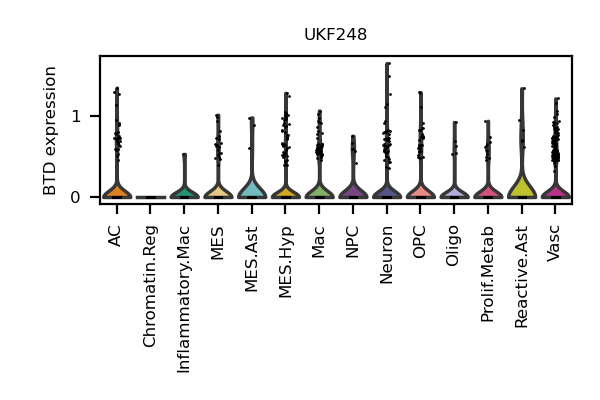 UKF248
BTD expression
1
0
AC
Chromatin.Reg
Inflammatory.Mac
MES
MES.Ast
MES.Hyp
Mac
NPC
Neuron
OPC
Oligo
Prolif.Metab
Reactive.Ast
Vasc